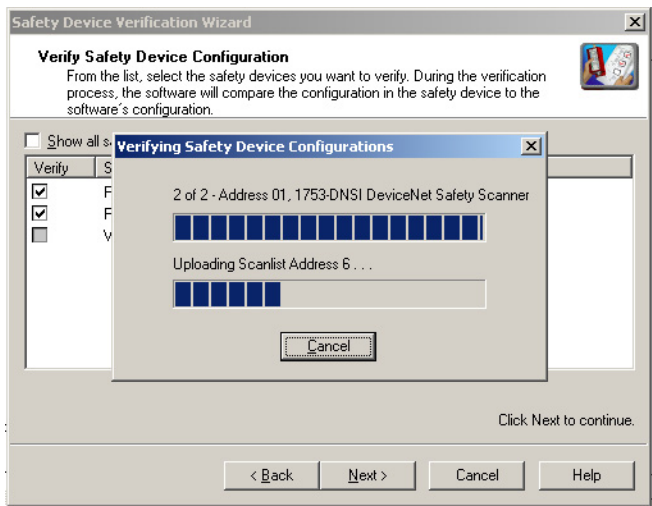 Safety Device Verification Wizard
Verify Safety Device Configuration
From the list, select the safety devices you want to verify. During the verification
process, the software will compare the configuration in the safety device to the
software´s configuration.
Show all s
Verify S
F
F
V
Verifying Safety Device Configurations
2 of 2 - Address 01, 1753-DNSI DeviceNet Safety Scanner
Uploading Scanlist Address 6 . . .
Cancel
Click Next to continue.
< Back Next > Cancel Help